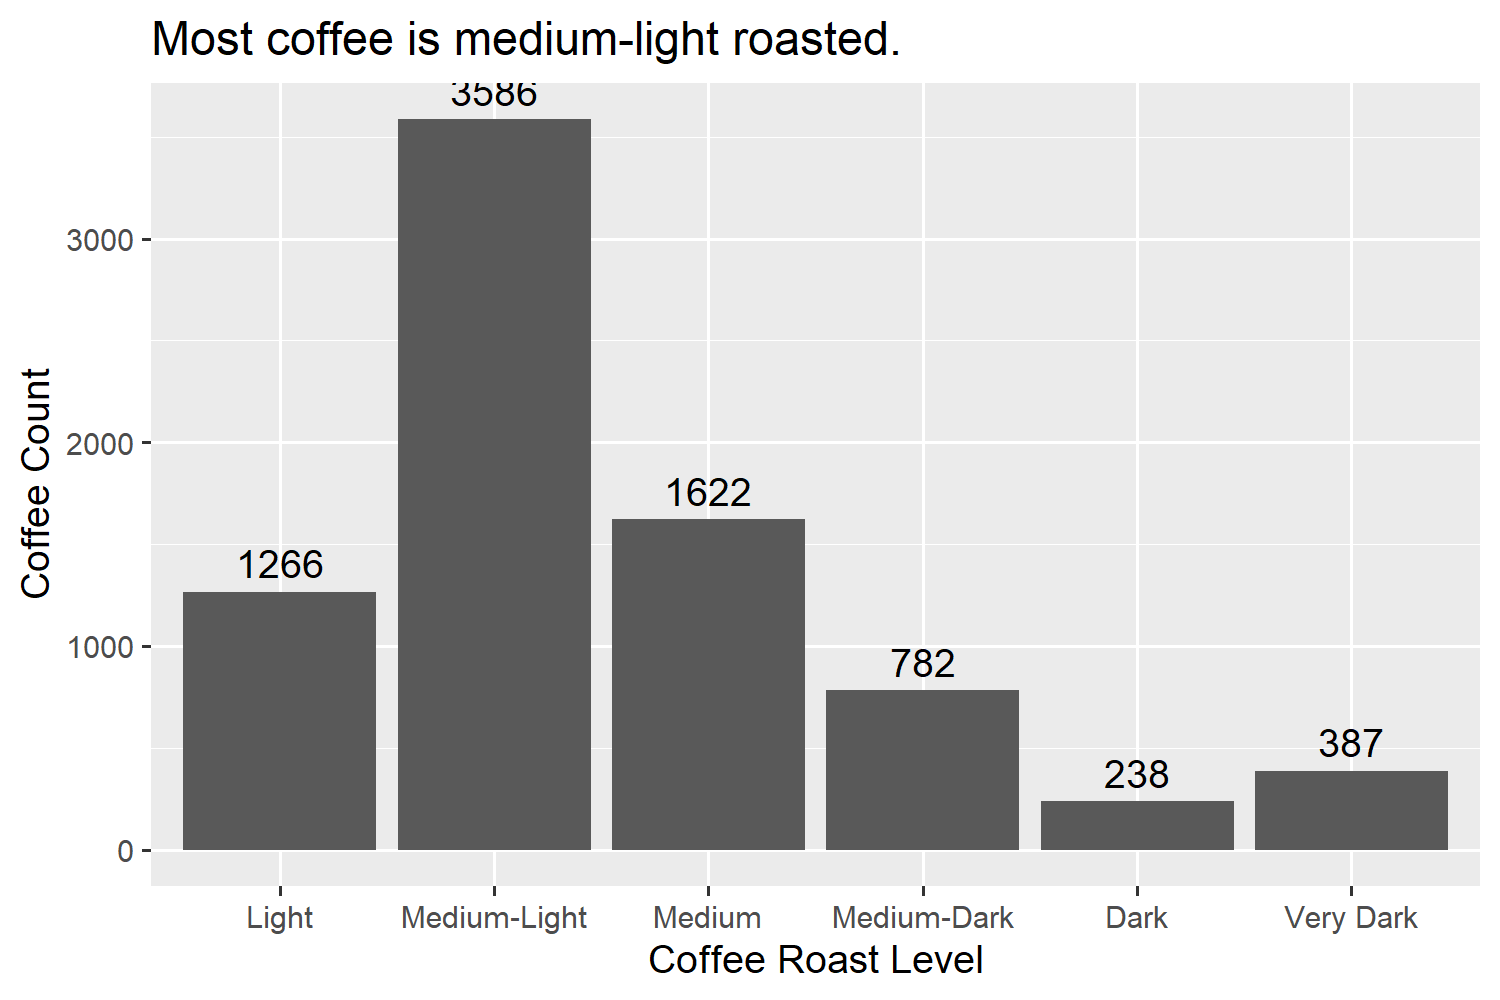 Most coffee is medium-light roasted.
3586
3000
2000
1622
1266
1000
782
387
238
0
Light Medium-Light Medium Medium-Dark Dark Very Dark
Coffee Roast Level
Coffee Count